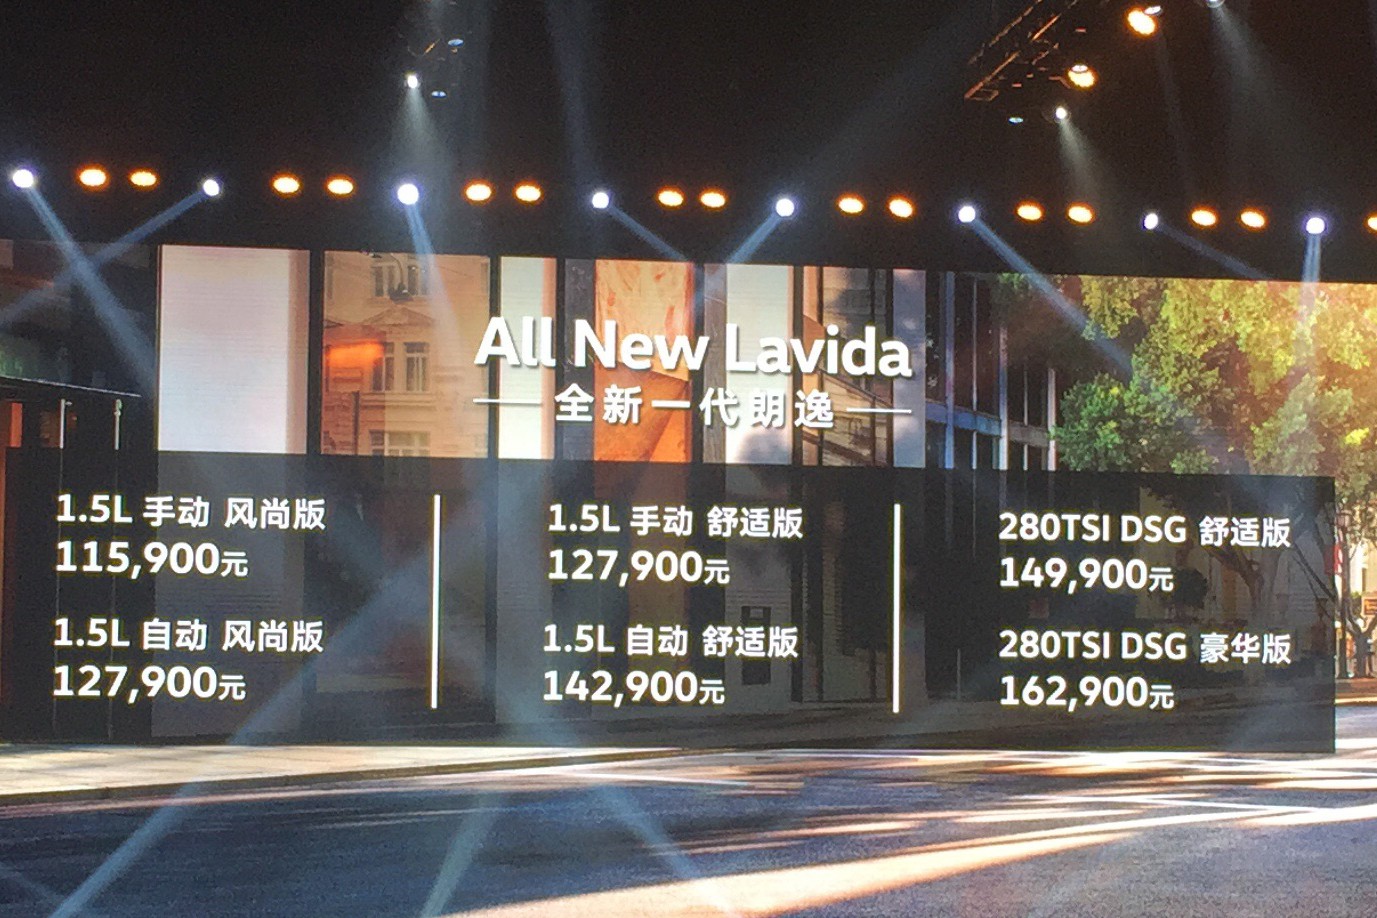 All New Lavida
全新一代朗逸
1.5L 手动 风尚版
115,900元
1.5L 自动 风尚版
127,900元
1.5L 手动 舒适版
127,900元
1.5L 自动 舒适版
142,900元
280TSI DSG 舒适版
149,900元
280TSI DSG 豪华版
162,900元